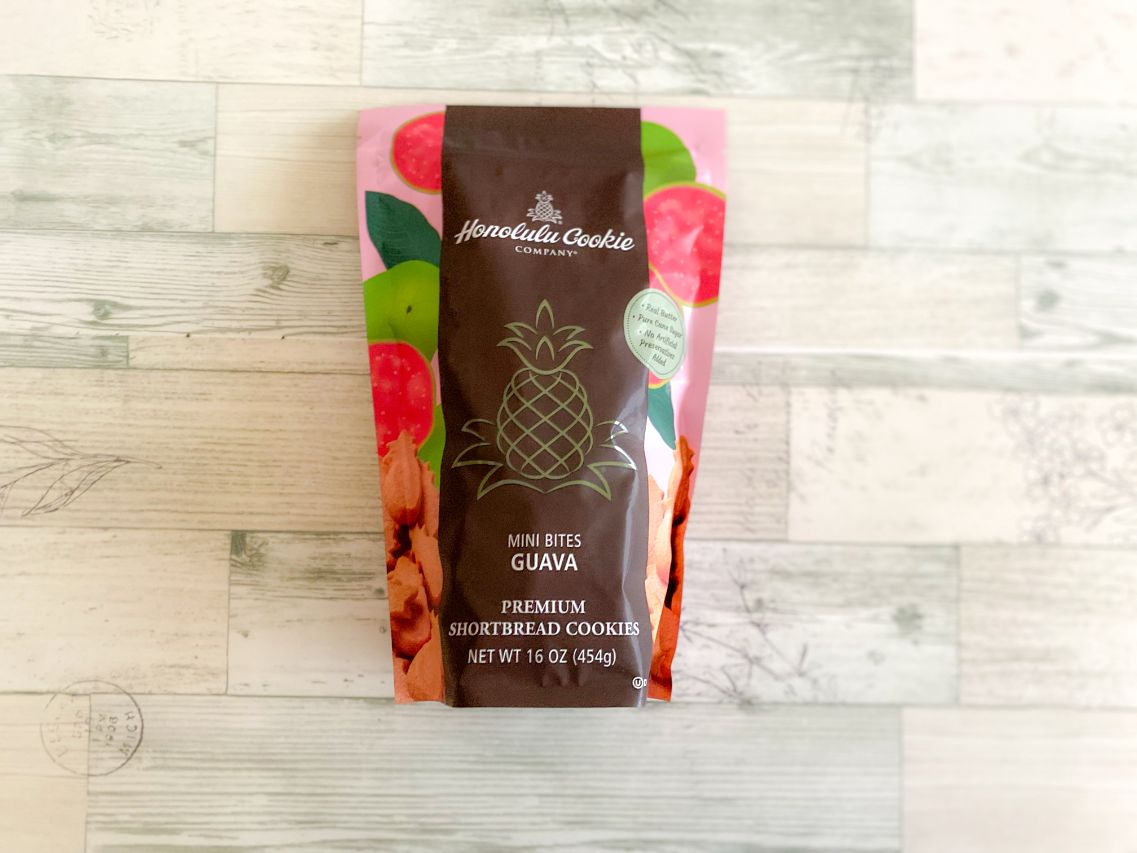 Honolulu Cookie
COMPANY®
• Real Butter
• Pure Cane Sugar
• No Artificial
Preservatives
Added
MINI BITES
GUAVA
PREMIUM
SHORTBREAD COOKIES
NET WT 16 OZ (454g)
U D